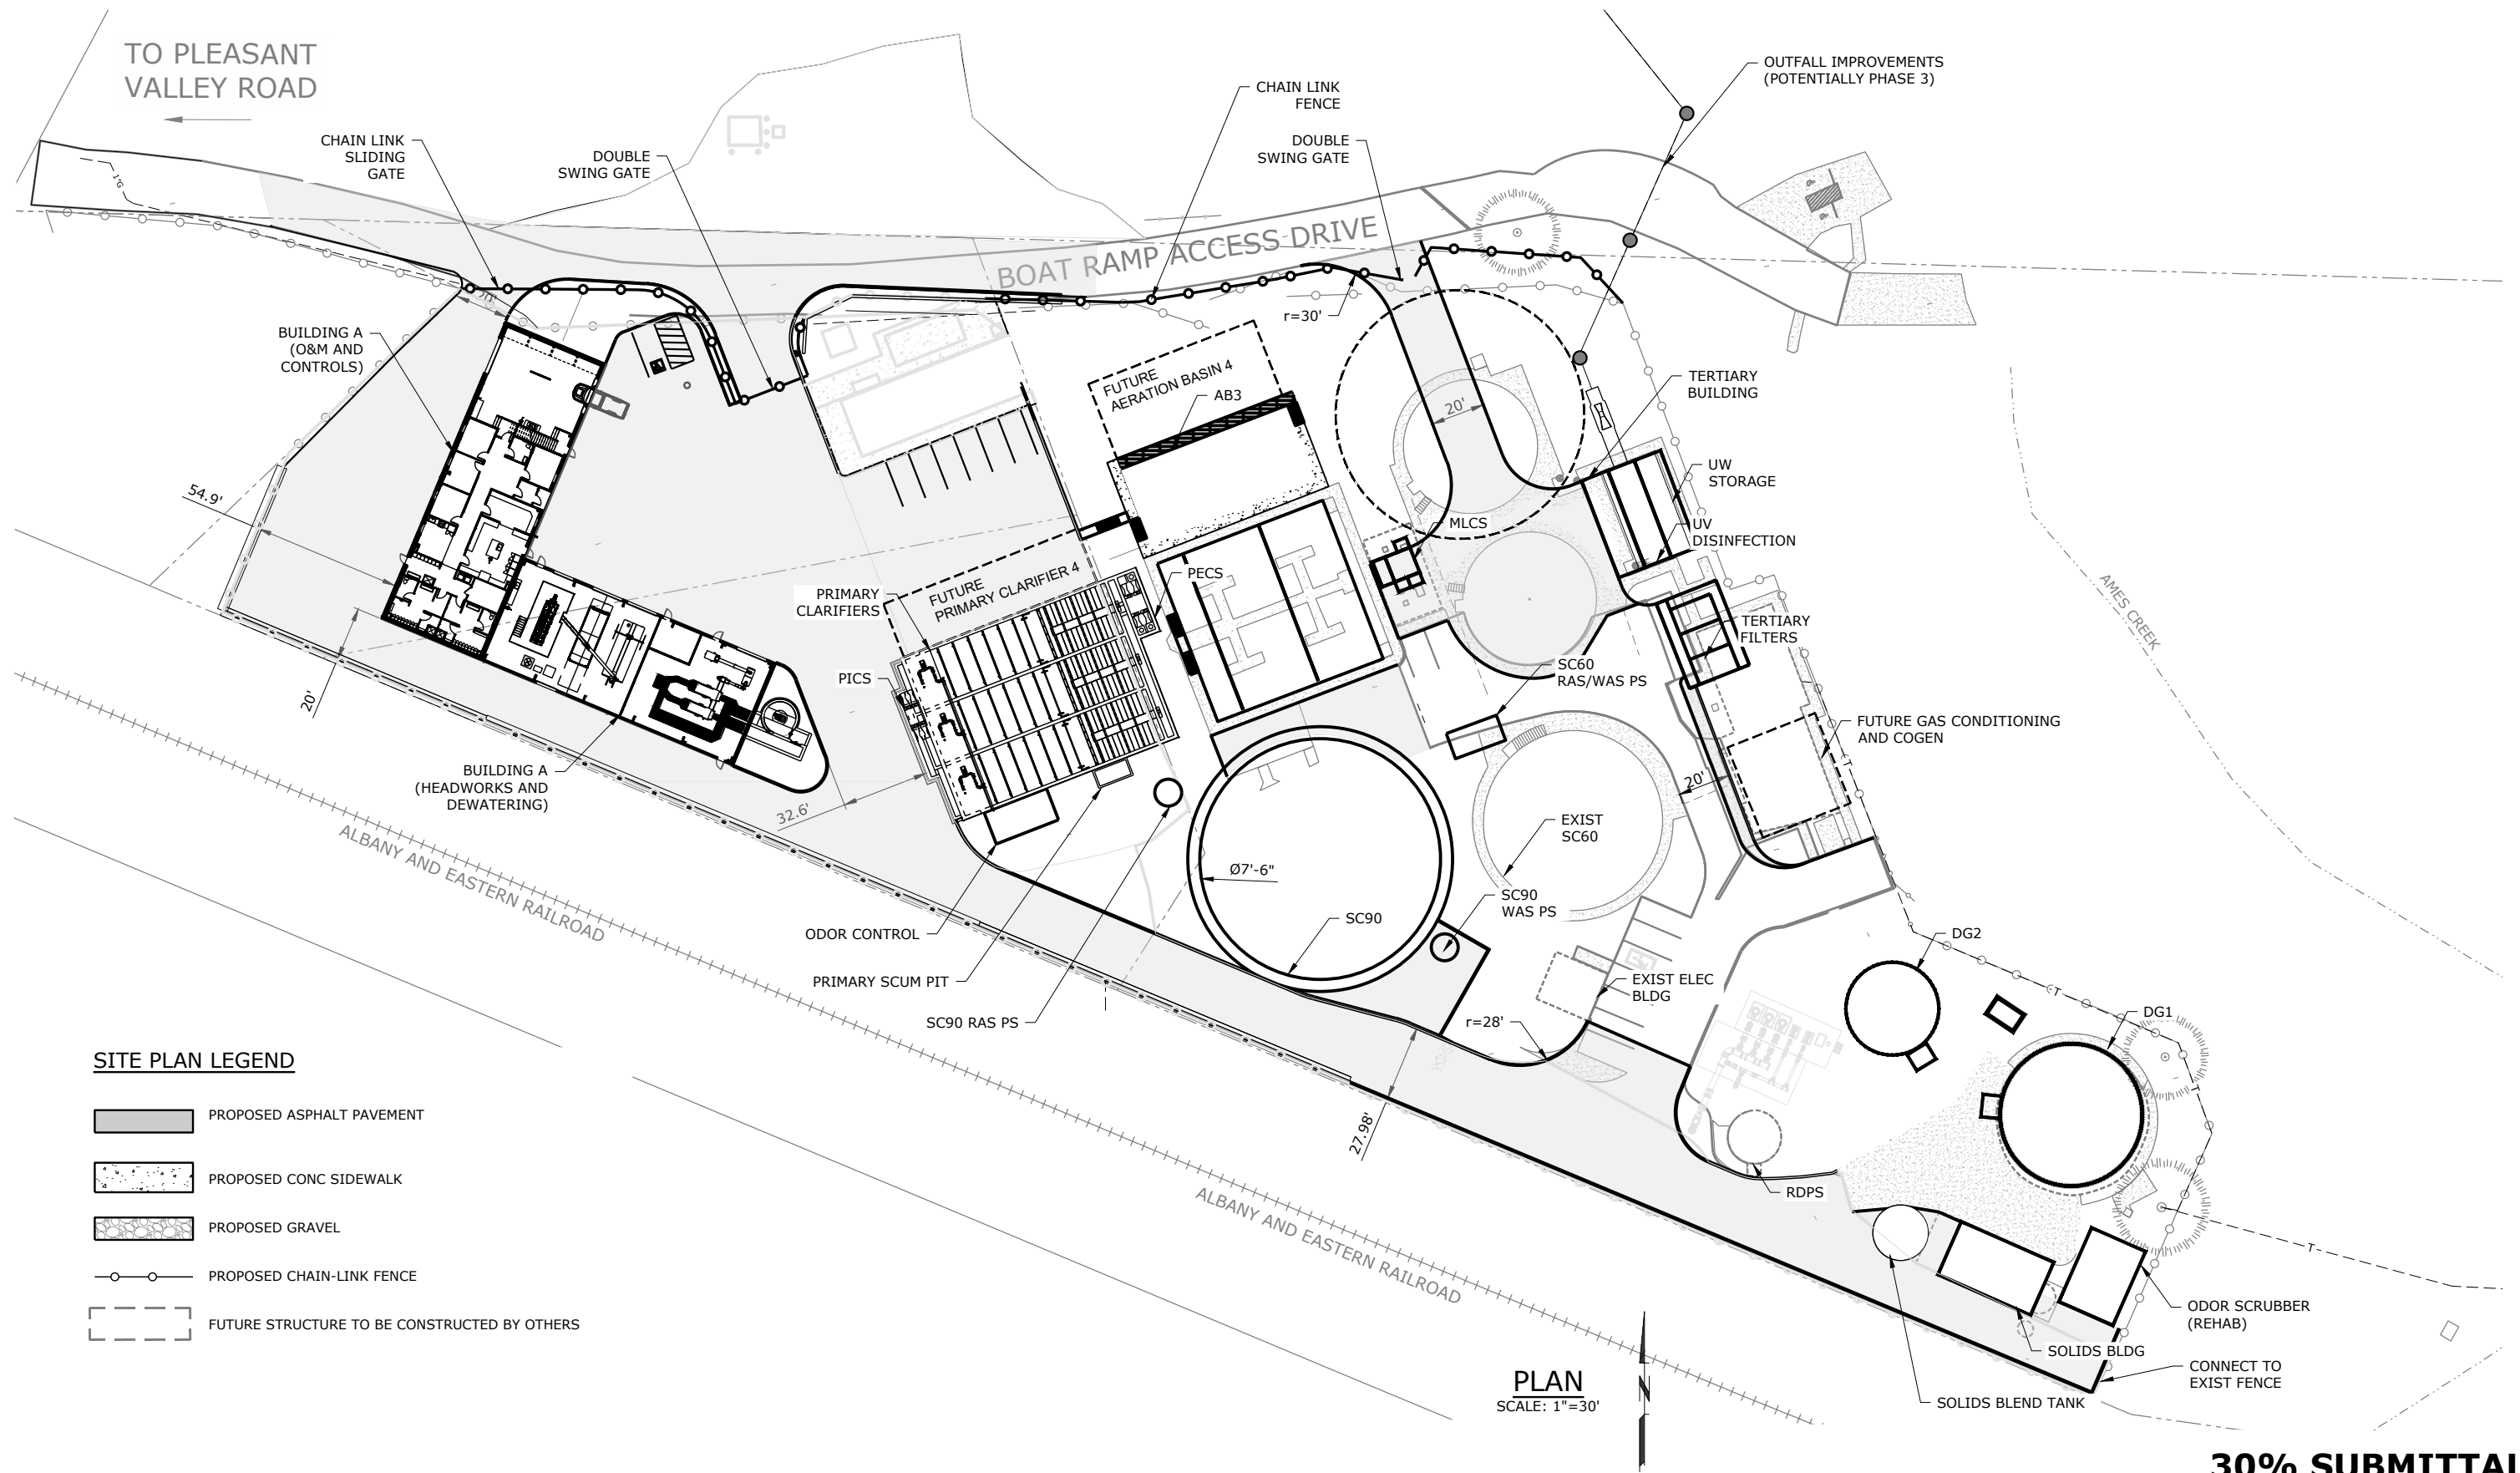 TO PLEASANT
VALLEY ROAD
OUTFALL IMPROVEMENTS
(POTENTIALLY PHASE 3)
CHAIN LINK
FENCE
CHAIN LINK
SLIDING
GATE
DOUBLE
SWING GATE
DOUBLE
SWING GATE
1"G
BOAT RAMP ACCESS DRIVE
r=30'
BUILDING A
(O&M AND
CONTROLS)
FUTURE
AERATION BASIN 4
AB3
20'
TERTIARY
BUILDING
UW
STORAGE
54.9'
MLCS
UV
DISINFECTION
PECS
PRIMARY
CLARIFIERS
FUTURE
PRIMARY CLARIFIER 4
AMES CREEK
TERTIARY
FILTERS
SC60
RAS/WAS PS
PICS
20'
FUTURE GAS CONDITIONING
AND COGEN
BUILDING A
(HEADWORKS AND
DEWATERING)
20'
32.6'
EXIST
SC60
ALBANY AND EASTERN RAILROAD
Ø7'-6"
SC90
WAS PS
SC90
ODOR CONTROL
DG2
PRIMARY SCUM PIT
EXIST ELEC
BLDG
SC90 RAS PS
r=28'
DG1
T
T
T
T
SITE PLAN LEGEND
PROPOSED ASPHALT PAVEMENT
PROPOSED CONC SIDEWALK
PROPOSED GRAVEL
PROPOSED CHAIN-LINK FENCE
FUTURE STRUCTURE TO BE CONSTRUCTED BY OTHERS
27.98'
RDPS
ALBANY AND EASTERN RAILROAD
T
ODOR SCRUBBER
(REHAB)
SOLIDS BLDG
CONNECT TO
EXIST FENCE
SOLIDS BLEND TANK
PLAN
SCALE: 1"=30'
N
30% SUBMITTAL